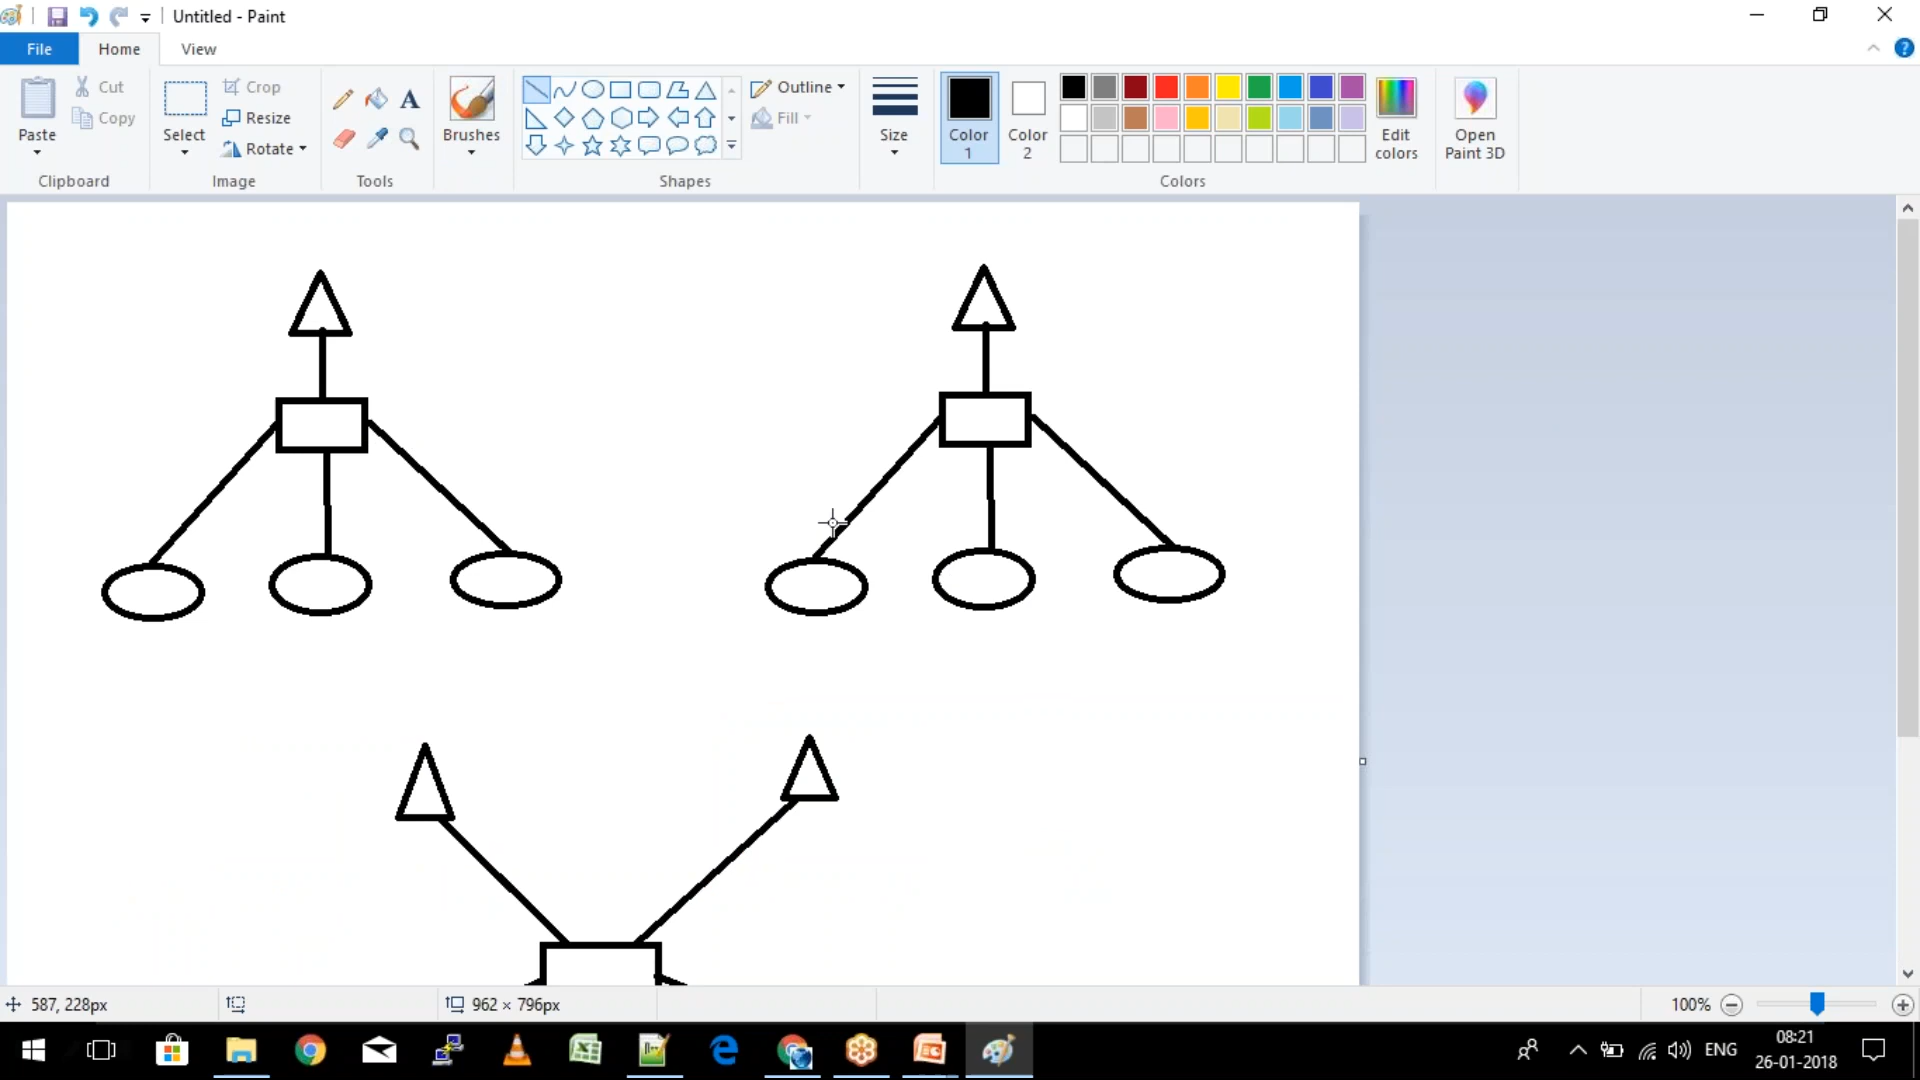 Untitled - Paint
File
Home
View
Paste
Cut
Copy
Clipboard
Select
Crop
Resize
Rotate
Image
A
Tools
Brushes
Shapes
Outline
Fill
Size
Color
1
Color
2
Edit
colors
Open
Paint 3D
Colors
587, 228px
962 × 796px
100%
ENG
08:21
26-01-2018